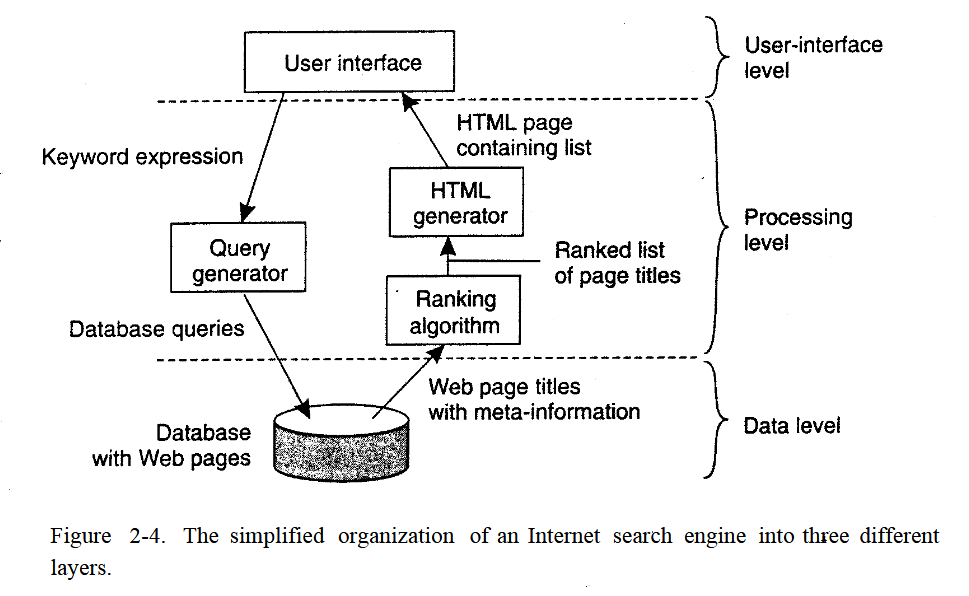 User interface
User-interface
level
Keyword expression
HTML page
containing list
HTML
generator
Query
generator
Ranked list
of page titles
Processing
level
Ranking
algorithm
Database queries
Web page titles
with meta-information
Database
with Web pages
Data level
Figure 2-4. The simplified organization of an Internet search engine into three different
layers.